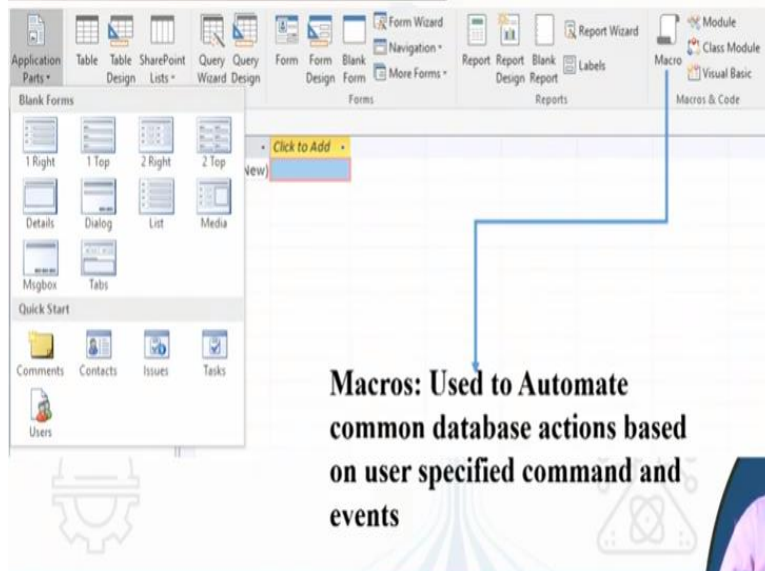 Application Parts
Table
Table Design
SharePoint Lists
Query Wizard
Query Design
Form
Form Design
Blank Form
Form Wizard
Navigation
More Forms
Forms
Report
Report Design
Blank Report
Report Wizard
Labels
Reports
Macro
Module
Class Module
Visual Basic
Macros & Code
Blank Forms
1 Right
1 Top
2 Right
2 Top
Details
Dialog
List
Media
Msgbox
Tabs
Quick Start
Comments
Contacts
Issues
Tasks
Users
Click to Add
New)
Macros: Used to Automate
common database actions based
on user specified command and
events